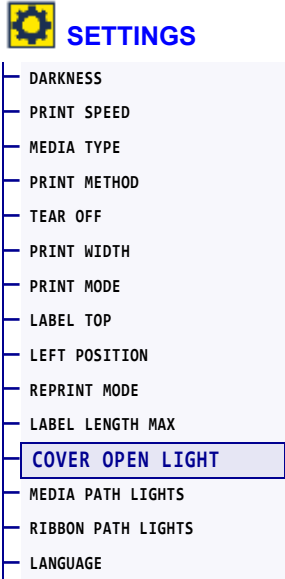 SETTINGS
DARKNESS
PRINT SPEED
MEDIA TYPE
PRINT METHOD
TEAR OFF
PRINT WIDTH
PRINT MODE
LABEL TOP
LEFT POSITION
REPRINT MODE
LABEL LENGTH MAX
COVER OPEN LIGHT
MEDIA PATH LIGHTS
RIBBON PATH LIGHTS
LANGUAGE